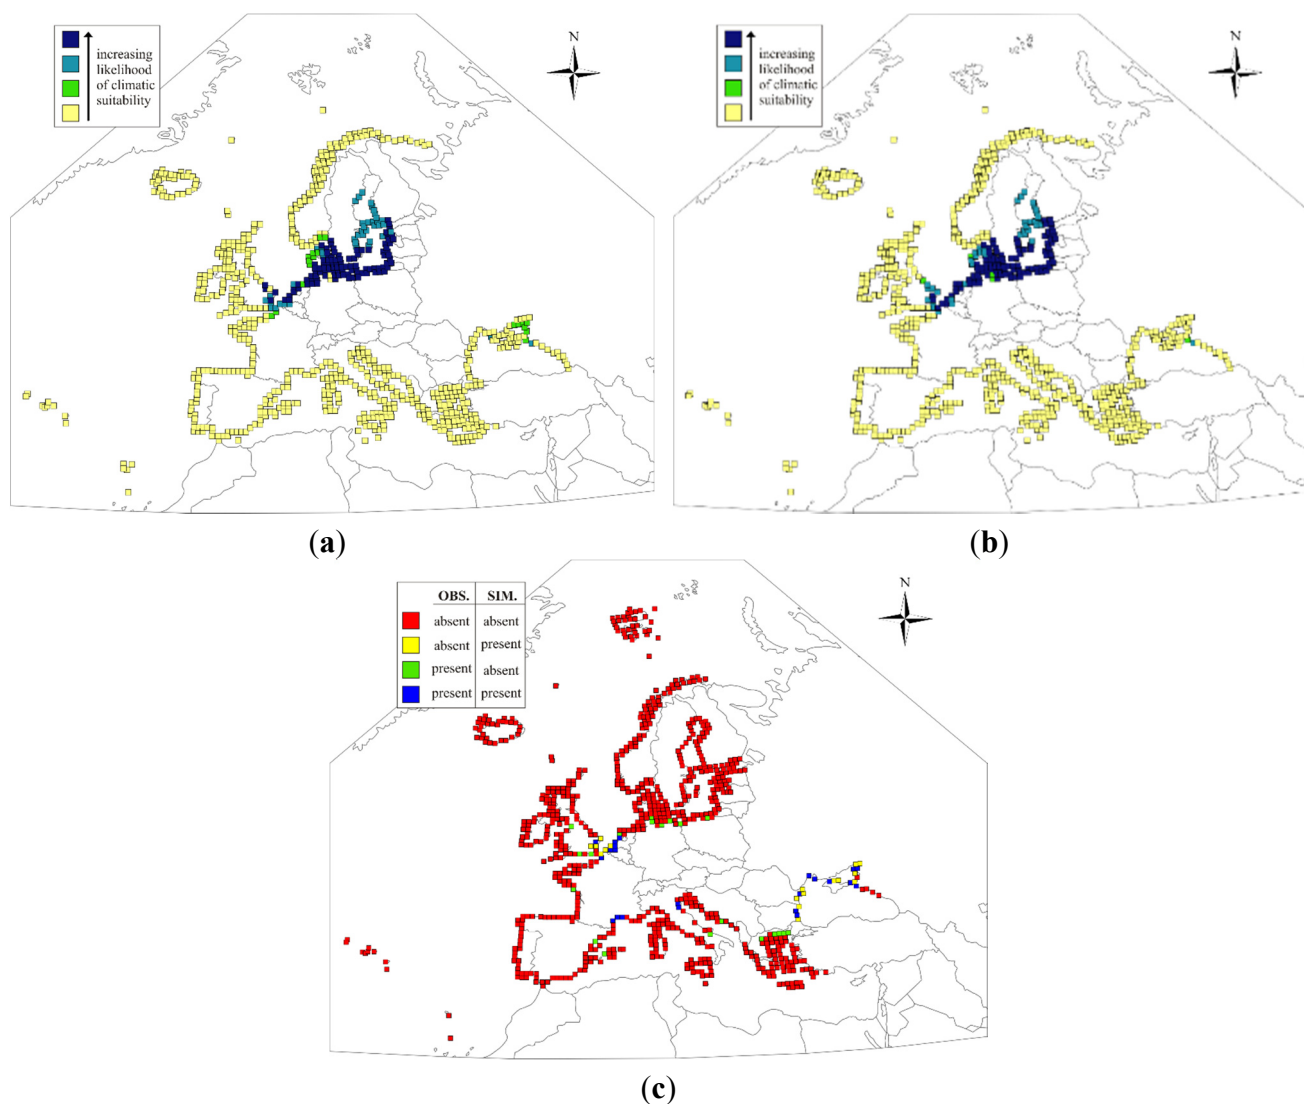 increasing
likelihood
of climatic
suitability
N
(a)
increasing
likelihood
of climatic
suitability
N
(b)
OBS. SIM.
absent absent
absent present
present absent
present present
N
(c)